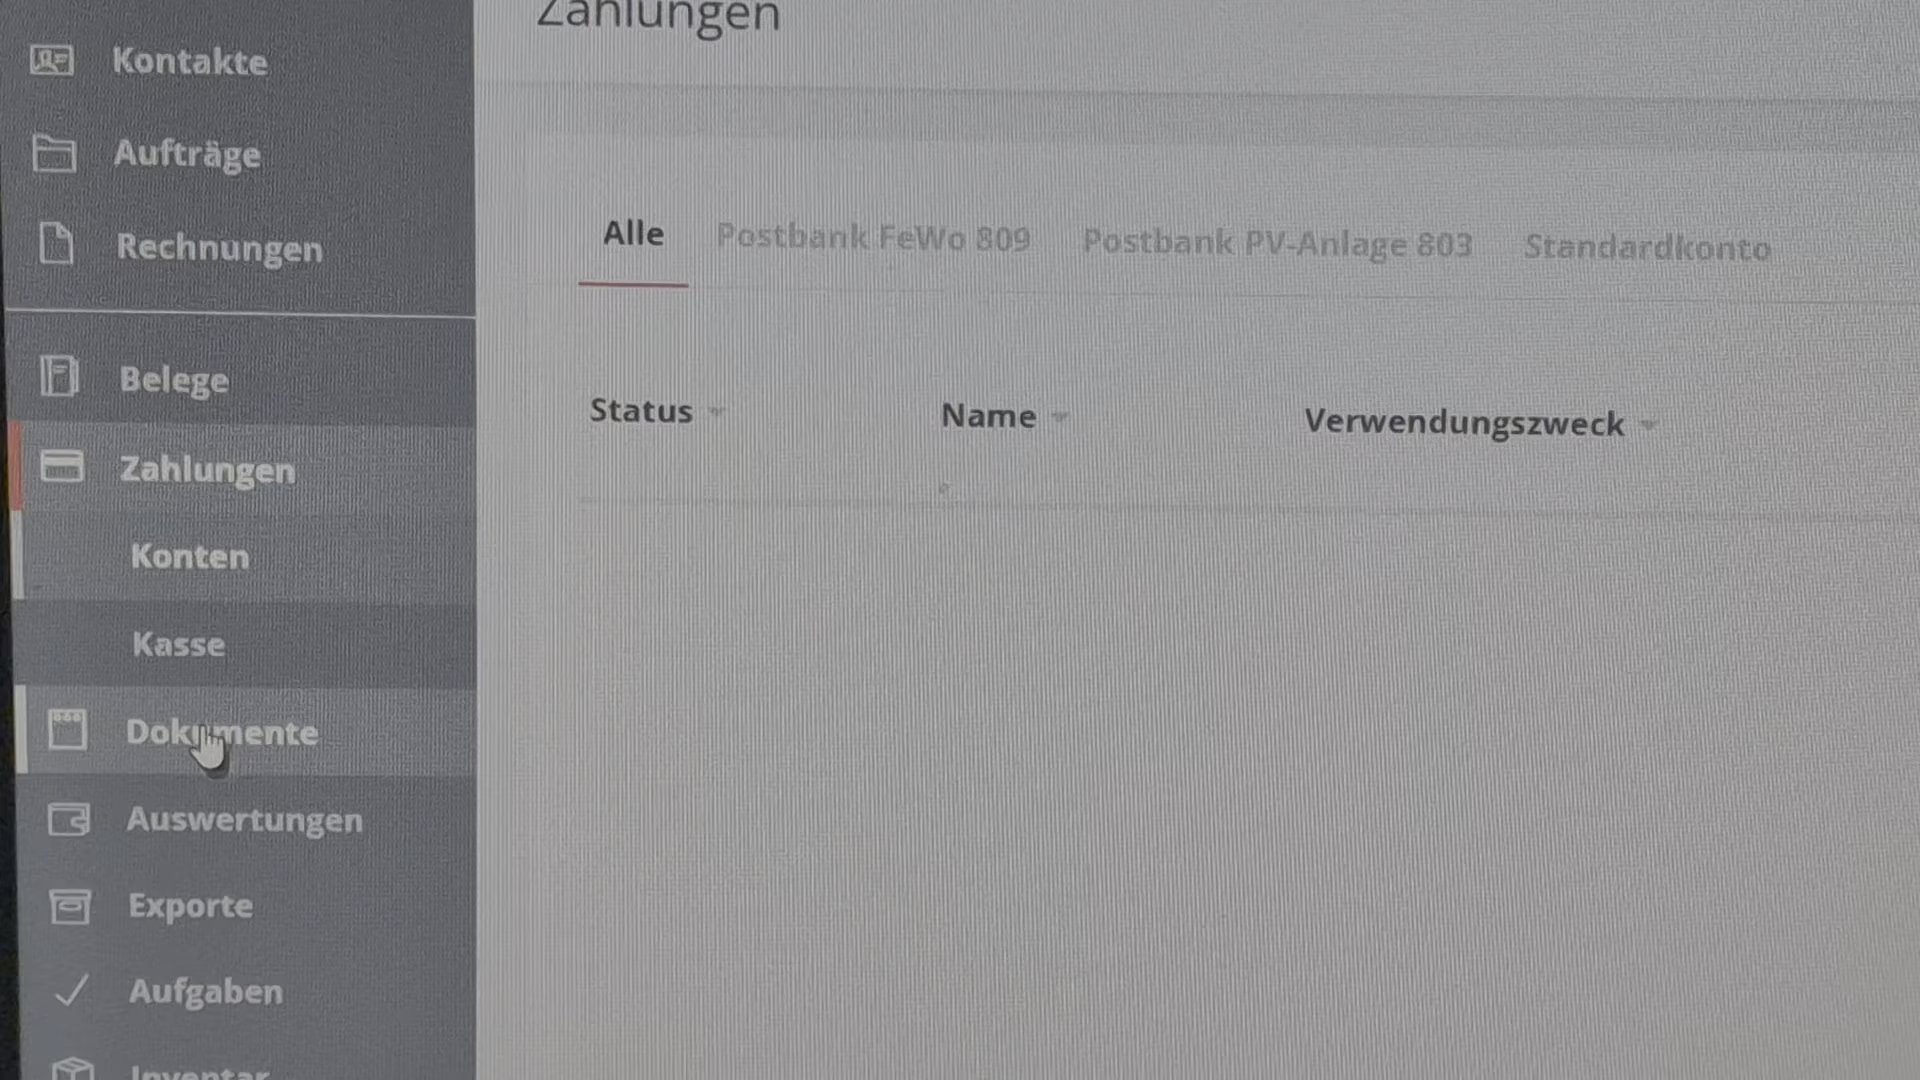 Zahlungen
Kontakte
Aufträge
Rechnungen
Belege
Zahlungen
Konten
Kasse
Dokumente
Auswertungen
Exporte
Aufgaben
Inventar
Alle Postbank FeWo 809 Postbank PV-Anlage 803 Standardkonto
Status Name Verwendungszweck